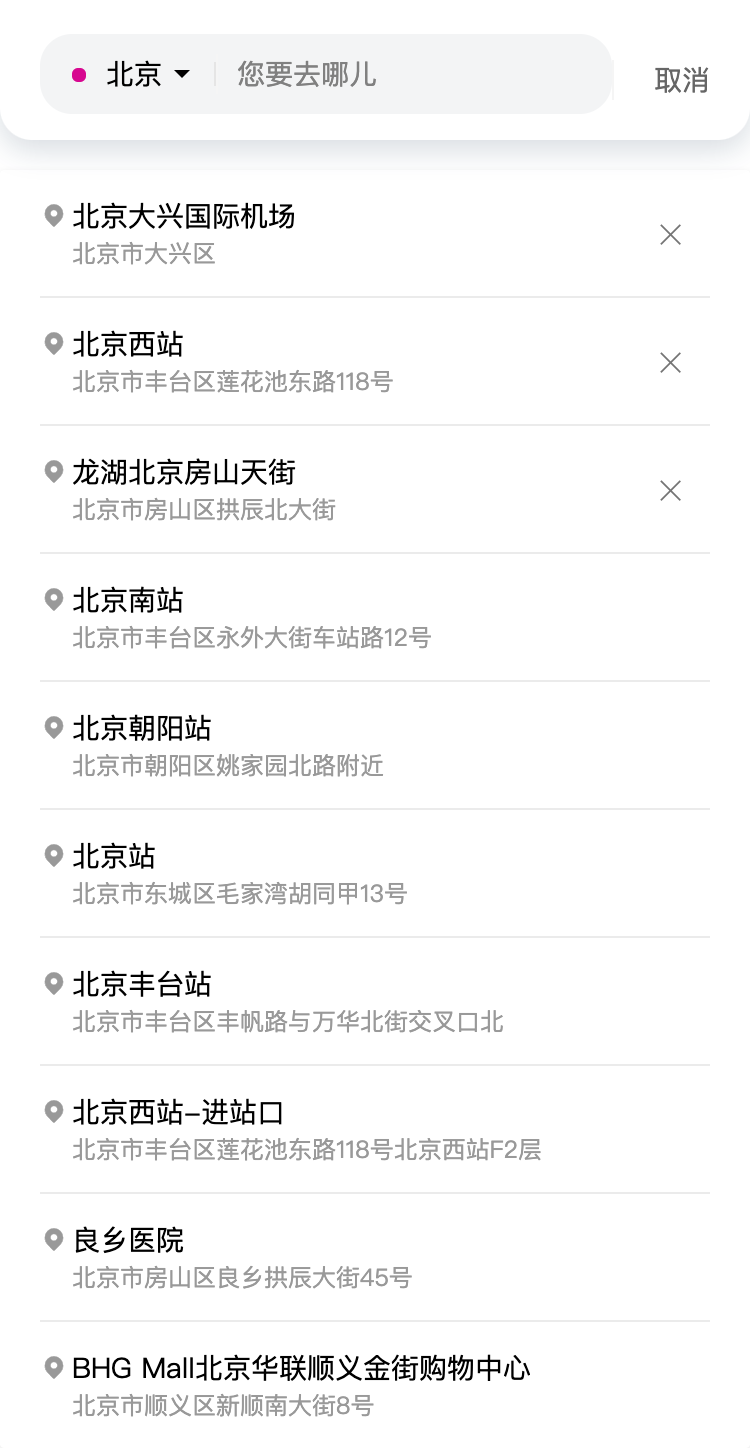 北京 您要去哪儿 取消
北京大兴国际机场
北京市大兴区
北京西站
北京市丰台区莲花池东路118号
龙湖北京房山天街
北京市房山区拱辰北大街
北京南站
北京市丰台区永外大街车站路12号
北京朝阳站
北京市朝阳区姚家园北路附近
北京站
北京市东城区毛家湾胡同甲13号
北京丰台站
北京市丰台区丰帆路与万华北街交叉口北
北京西站-进站口
北京市丰台区莲花池东路118号北京西站F2层
良乡医院
北京市房山区良乡拱辰大街45号
BHG Mall北京华联顺义金街购物中心
北京市顺义区新顺南大街8号